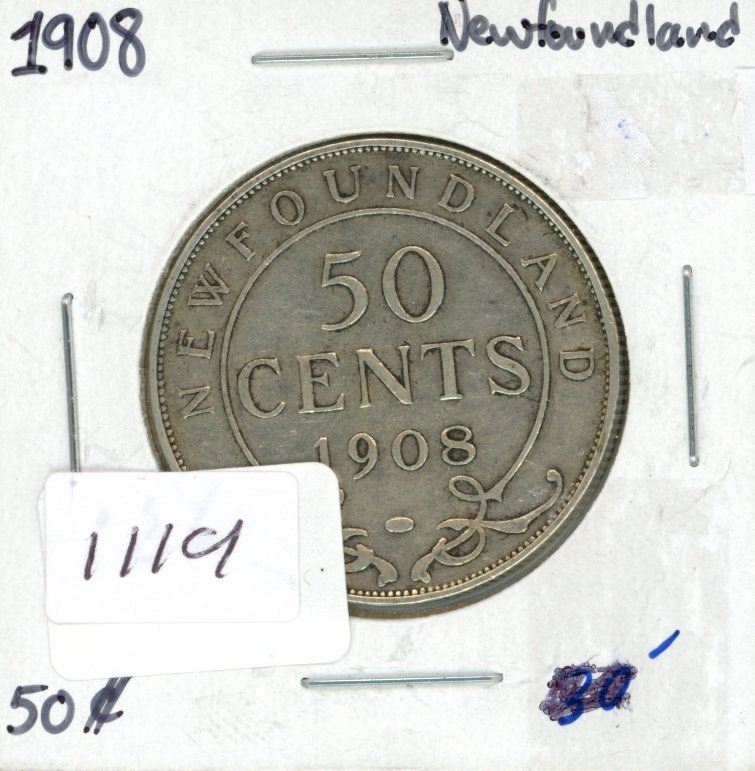 1908 Newfoundland
NEWFOUNDLAND
50
CENTS
1908
1119
50¢